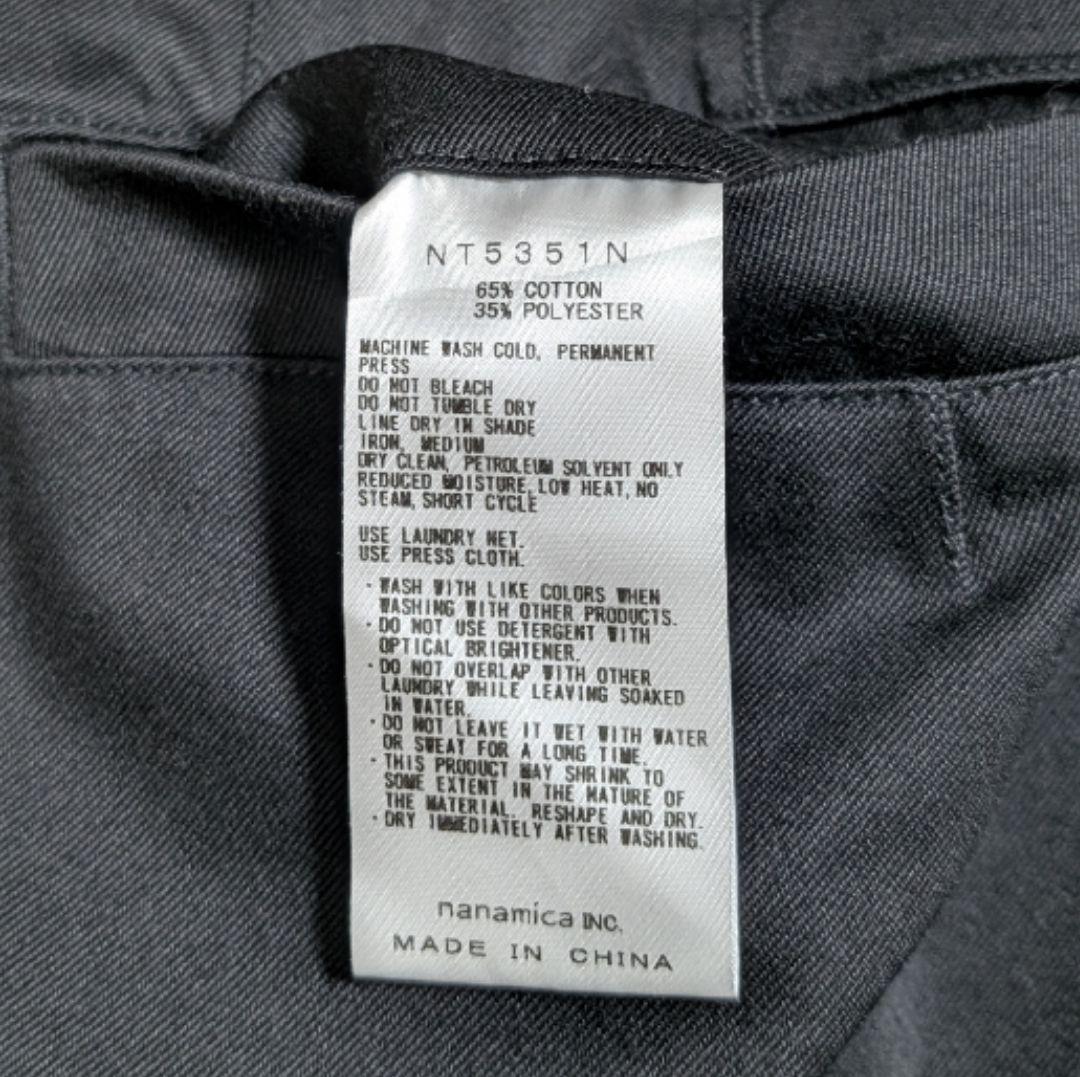 NT5351N
65% COTTON
35% POLYESTER
MACHINE WASH COLD, PERMANENT
PRESS
DO NOT BLEACH
DO NOT TUMBLE DRY
LINE DRY IN SHADE
IRON, MEDIUM
DRY CLEAN, PETROLEUM SOLVENT ONLY
REDUCED MOISTURE, LOW HEAT, NO
STEAM, SHORT CYCLE
USE LAUNDRY NET.
USE PRESS CLOTH.
・WASH WITH LIKE COLORS WHEN
WASHING WITH OTHER PRODUCTS.
・DO NOT USE DETERGENT WITH
OPTICAL BRIGHTENER.
・DO NOT OVERLAP WITH OTHER
LAUNDRY WHILE LEAVING SOAKED
IN WATER.
・DO NOT LEAVE IT WET WITH WATER
OR SWEAT FOR A LONG TIME.
・THIS PRODUCT MAY SHRINK TO
SOME EXTENT IN THE NATURE OF
THE MATERIAL. RESHAPE AND DRY.
・DRY IMMEDIATELY AFTER WASHING.
nanamica INC.
MADE IN CHINA